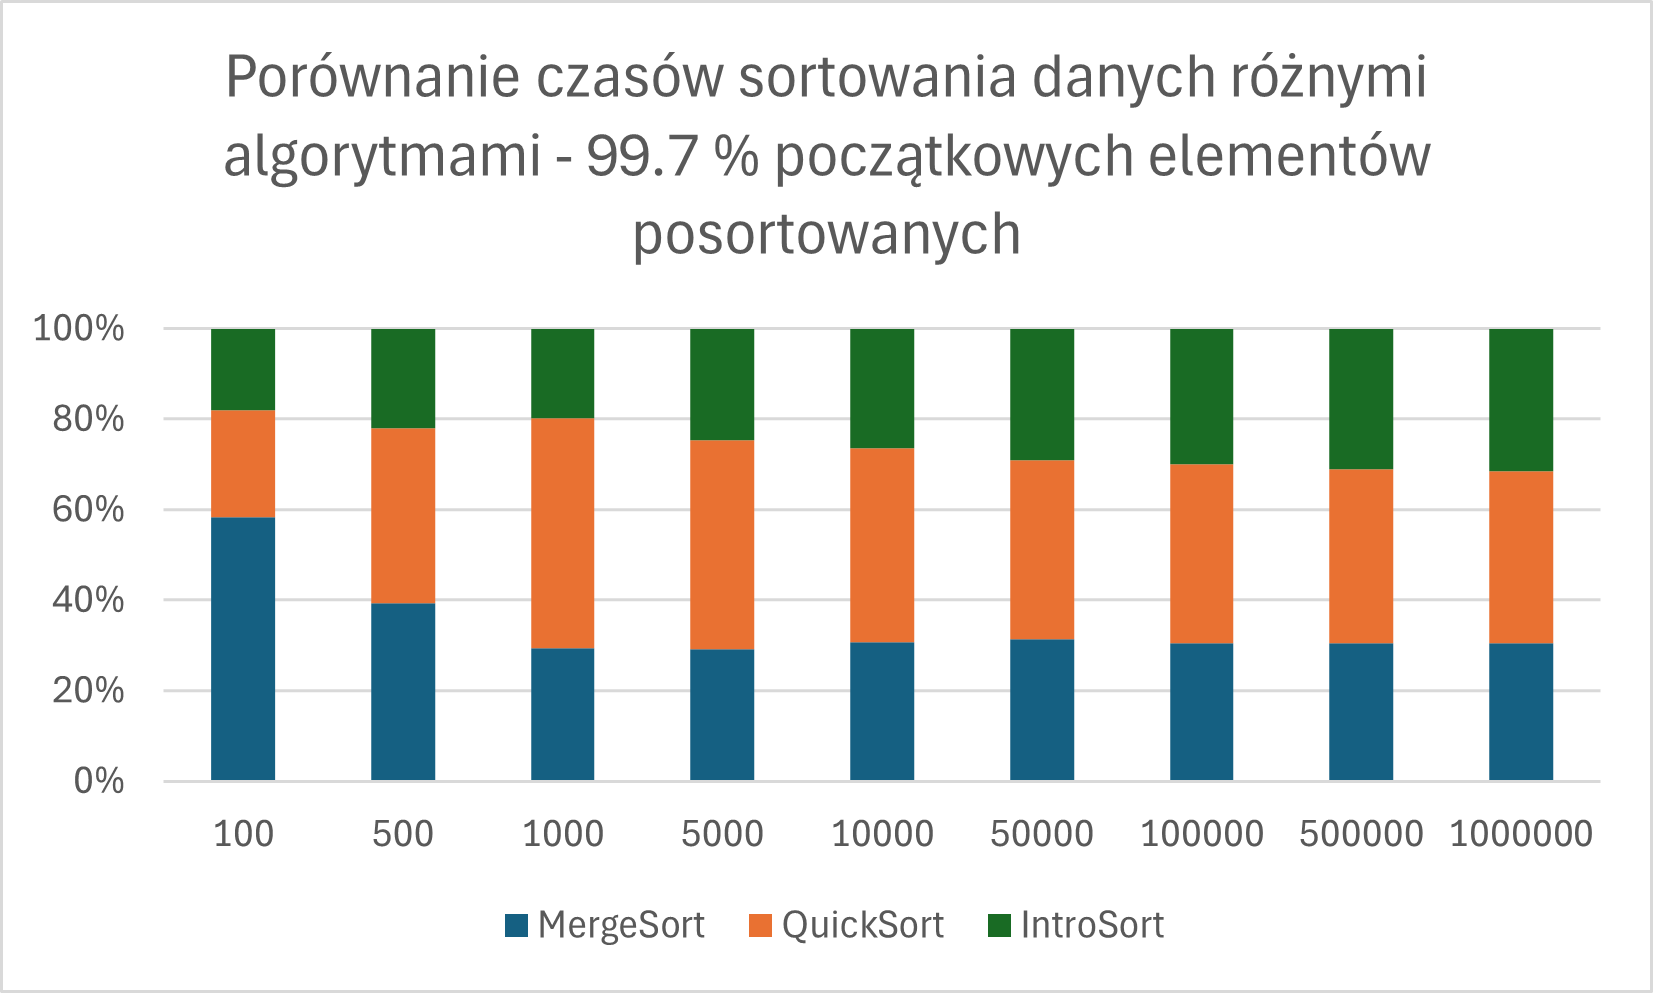 Porównanie czasów sortowania danych różnymi
algorytmami - 99.7 % początkowych elementów
posortowanych
100%
80%
60%
40%
20%
0%
100 500 1000 5000 10000 50000 100000 500000 1000000
MergeSort QuickSort IntroSort